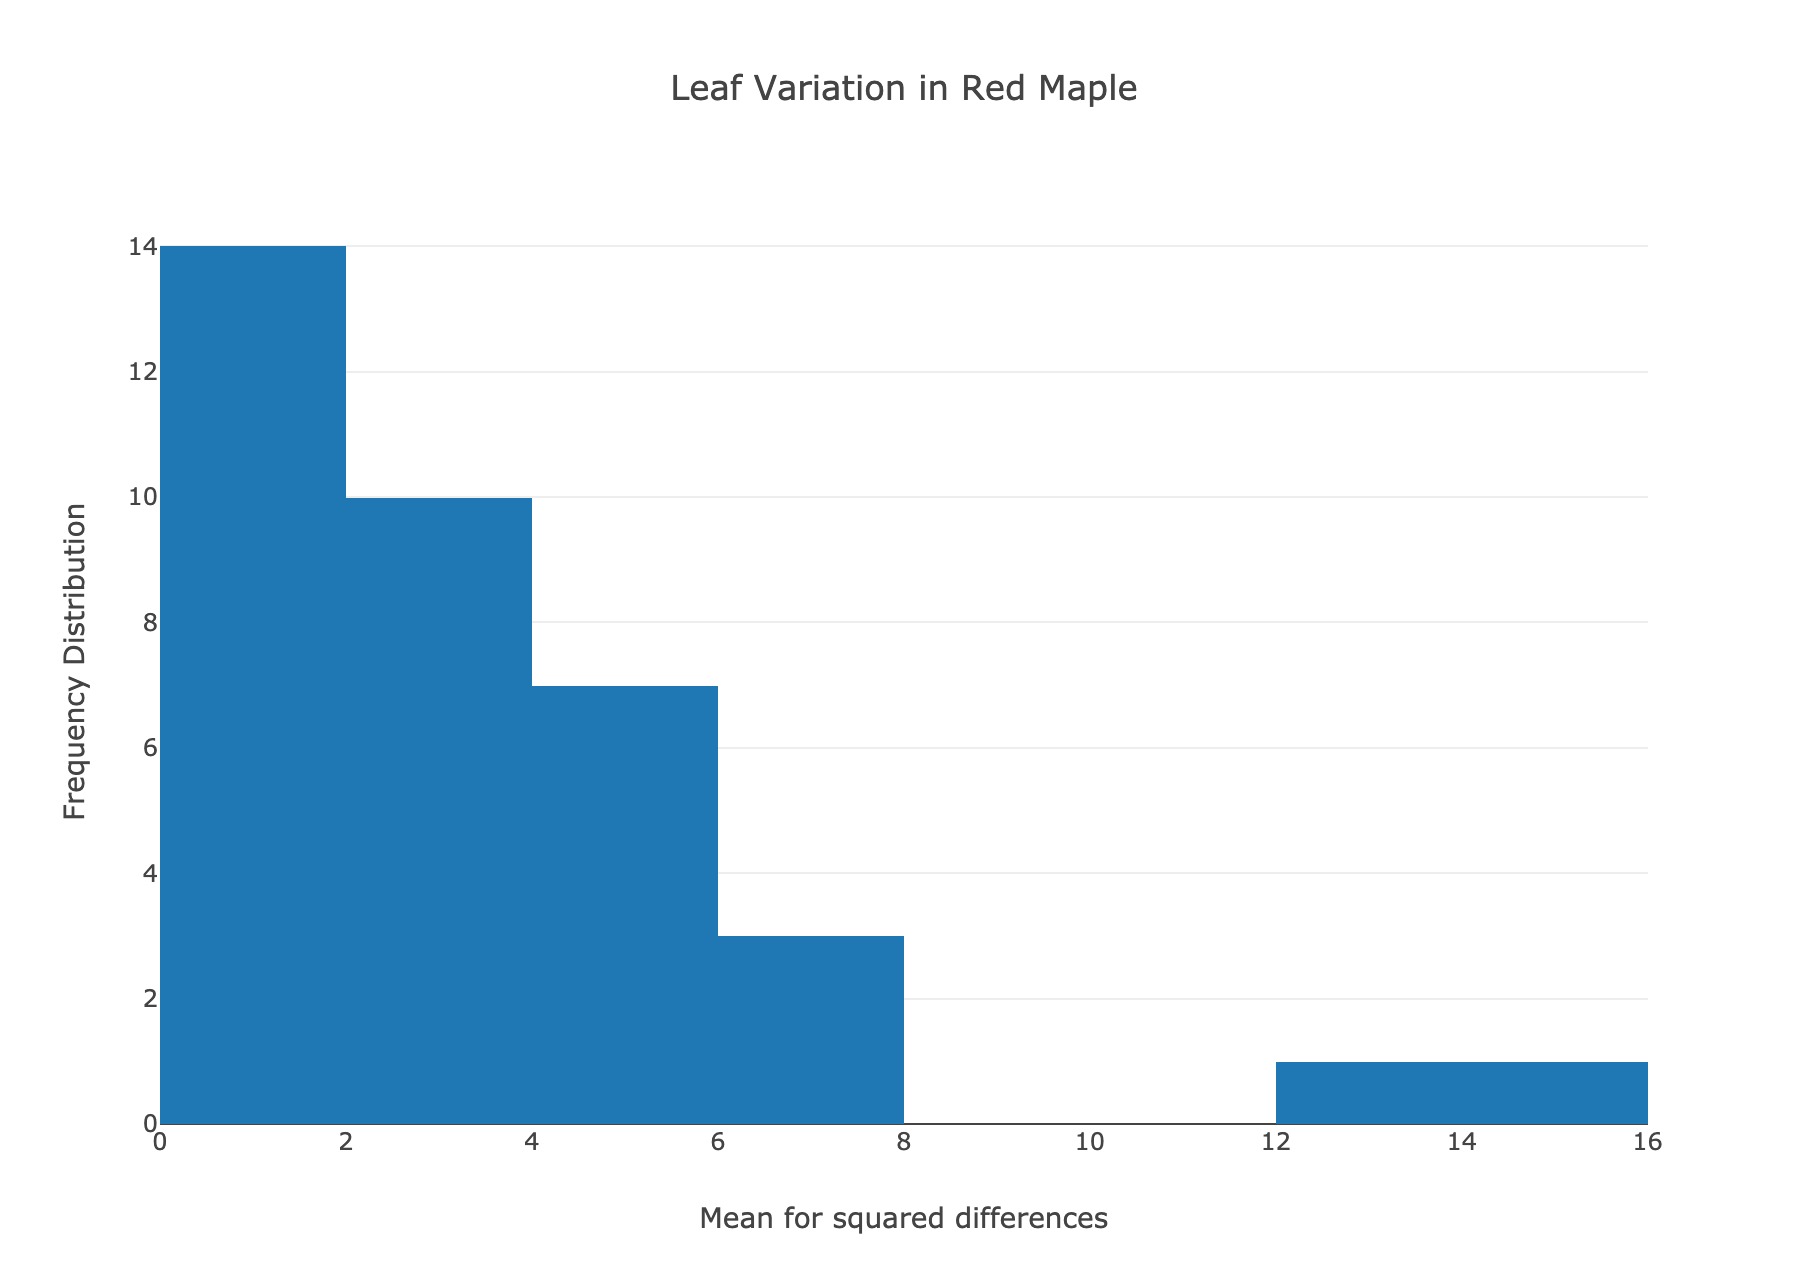 Leaf Variation in Red Maple
14
12
10
8
6
4
2
0
Frequency Distribution
0 2 4 6 8 10 12 14 16
Mean for squared differences